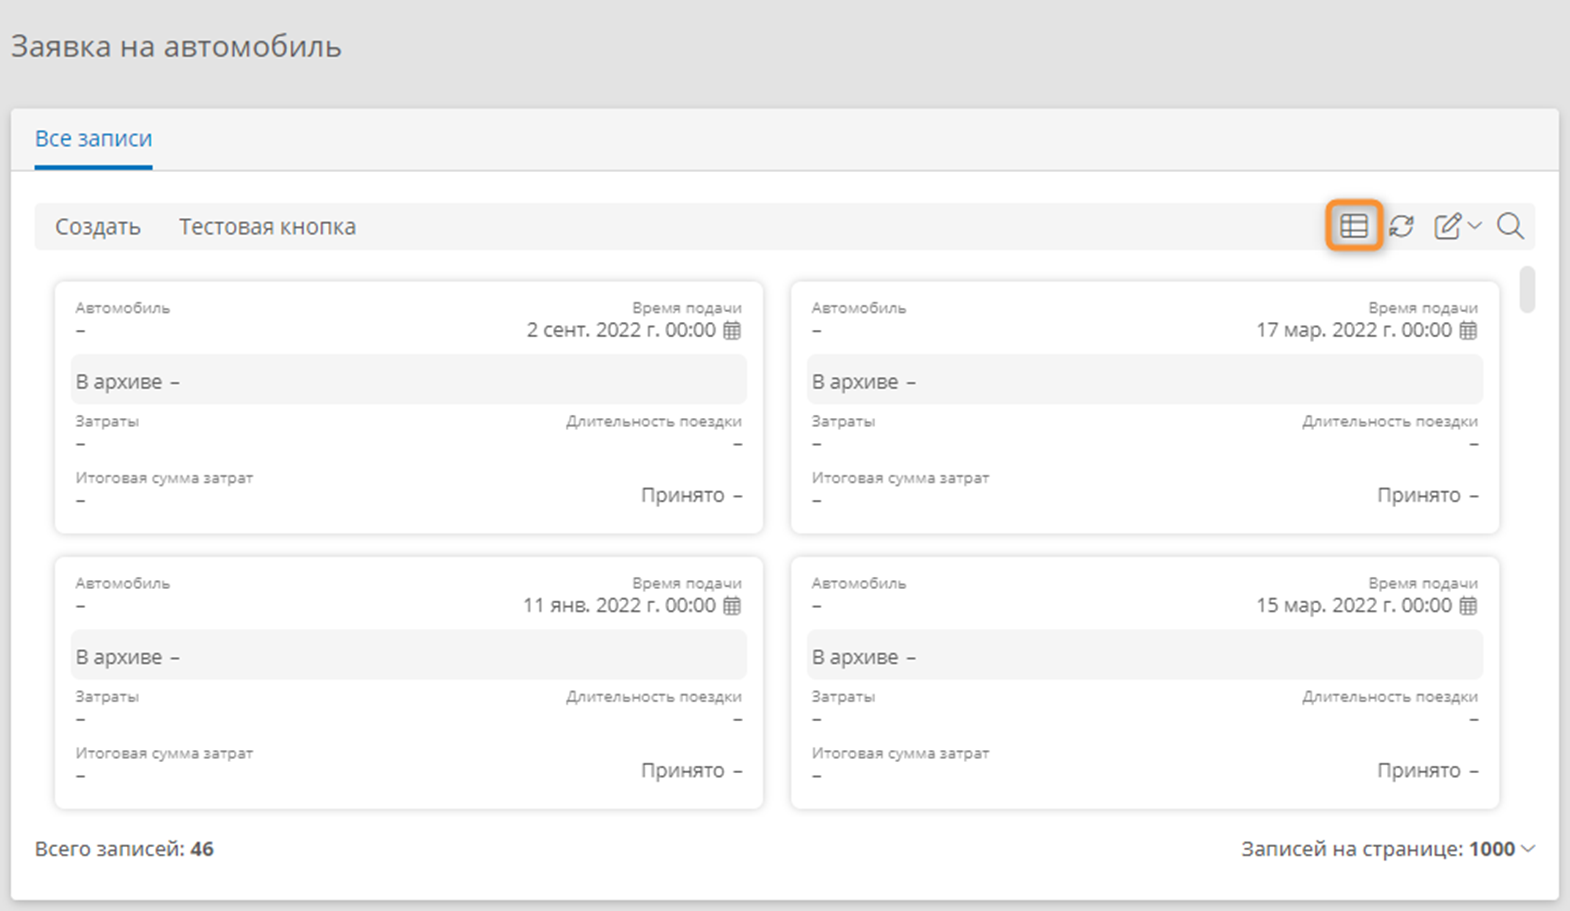 Заявка на автомобиль
Все записи
Создать Тестовая кнопка
Автомобиль Время подачи
– 2 сент. 2022 г. 00:00
В архиве –
Затраты Длительность поездки
– –
Итоговая сумма затрат
– Принято –
Автомобиль Время подачи
– 17 мар. 2022 г. 00:00
В архиве –
Затраты Длительность поездки
– –
Итоговая сумма затрат
– Принято –
Автомобиль Время подачи
– 11 янв. 2022 г. 00:00
В архиве –
Затраты Длительность поездки
– –
Итоговая сумма затрат
– Принято –
Автомобиль Время подачи
– 15 мар. 2022 г. 00:00
В архиве –
Затраты Длительность поездки
– –
Итоговая сумма затрат
– Принято –
Всего записей: 46 Записей на странице: 1000